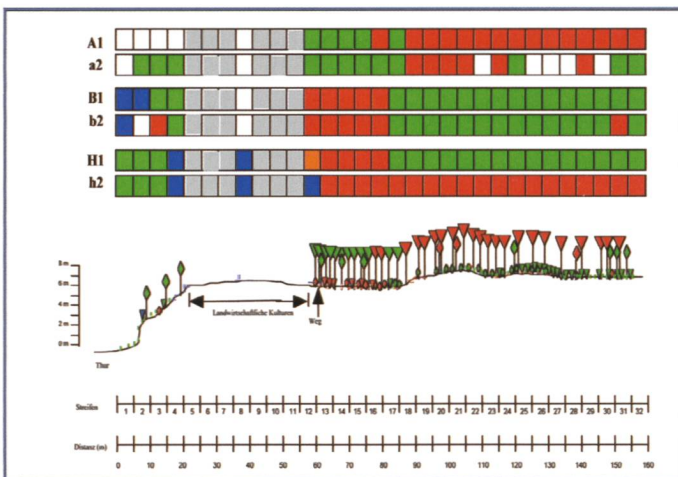 A1
a2
B1
b2
H1
h2
8 m
6 m
4 m
2 m
0 m
Landwirtschaftliche Kulturen
Weg
Thur
Streifen 1 2 3 4 5 6 7 8 9 10 11 12 13 14 15 16 17 18 19 20 21 22 23 24 25 26 27 28 29 30 31 32
Distanz (m)
0 10 20 30 40 50 60 70 80 90 100 110 120 130 140 150 160